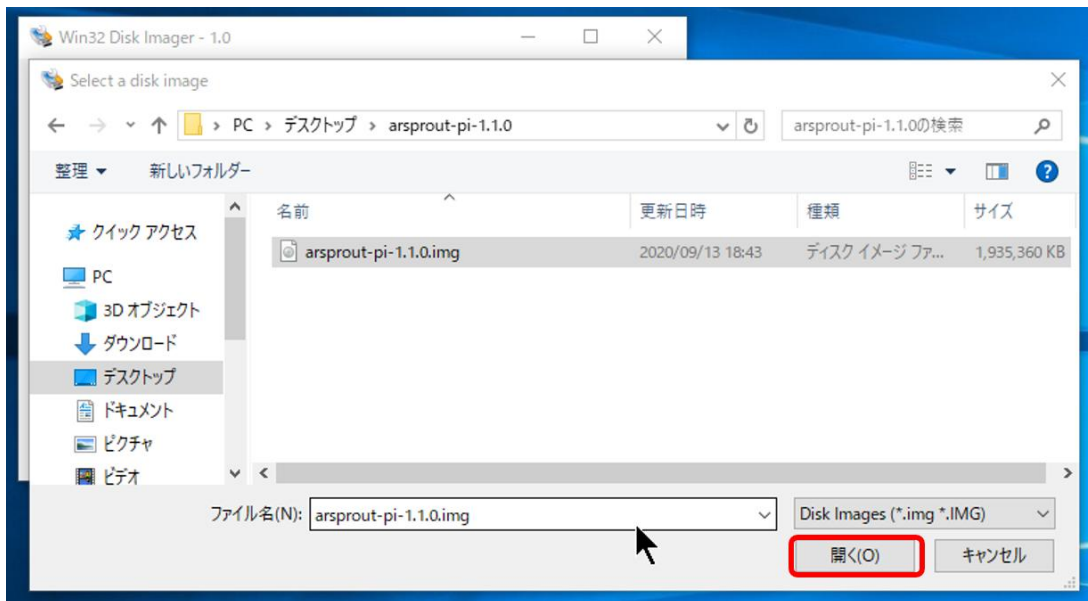 Win32 Disk Imager - 1.0
Select a disk image
PC › デスクトップ › arsprout-pi-1.1.0
arsprout-pi-1.1.0の検索
整理 新しいフォルダー
名前 更新日時 種類 サイズ
クイック アクセス
arsprout-pi-1.1.0.img 2020/09/13 18:43 ディスク イメージ ファ... 1,935,360 KB
PC
3D オブジェクト
ダウンロード
デスクトップ
ドキュメント
ピクチャ
ビデオ
ファイル名(N): arsprout-pi-1.1.0.img Disk Images (*.img *.IMG)
開く(O) キャンセル